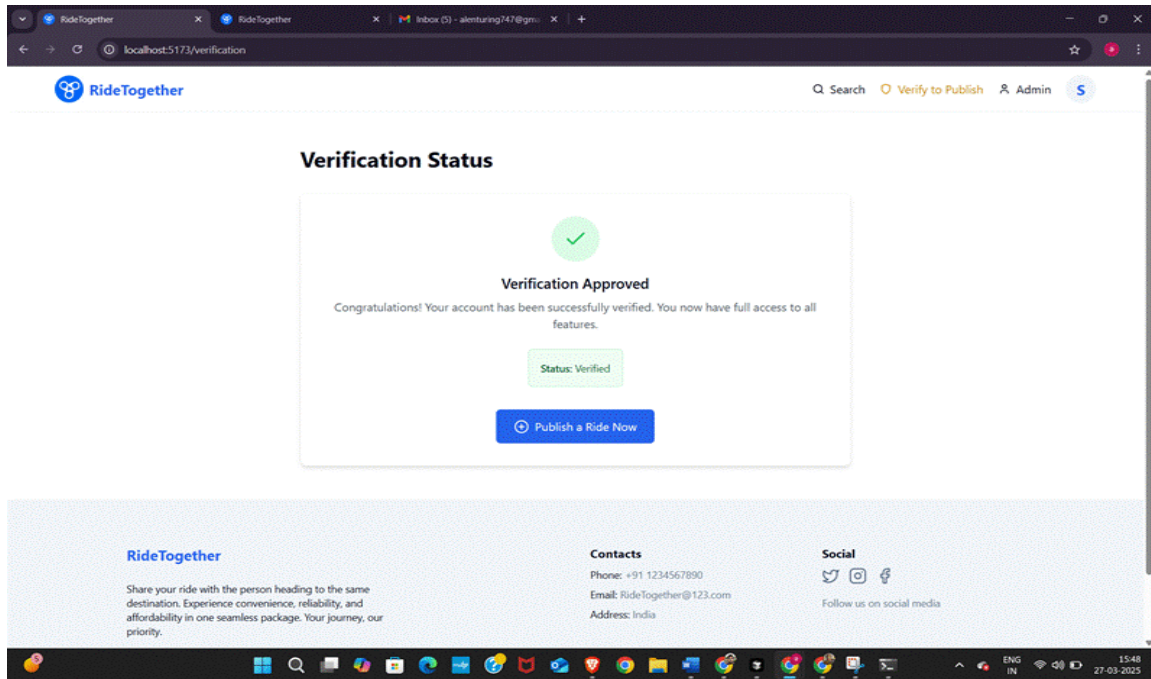 RideTogether
RideTogether
Inbox (5) - alenturing747@gm
localhost:5173/verification
RideTogether
Search
Verify to Publish
Admin
S
Verification Status
Verification Approved
Congratulations! Your account has been successfully verified. You now have full access to all
features.
Status: Verified
Publish a Ride Now
RideTogether
Share your ride with the person heading to the same
destination. Experience convenience, reliability, and
affordability in one seamless package. Your journey, our
priority.
Contacts
Phone: +91 1234567890
Email: RideTogether@123.com
Address: India
Social
Follow us on social media
ENG
IN
15:48
27-03-2025